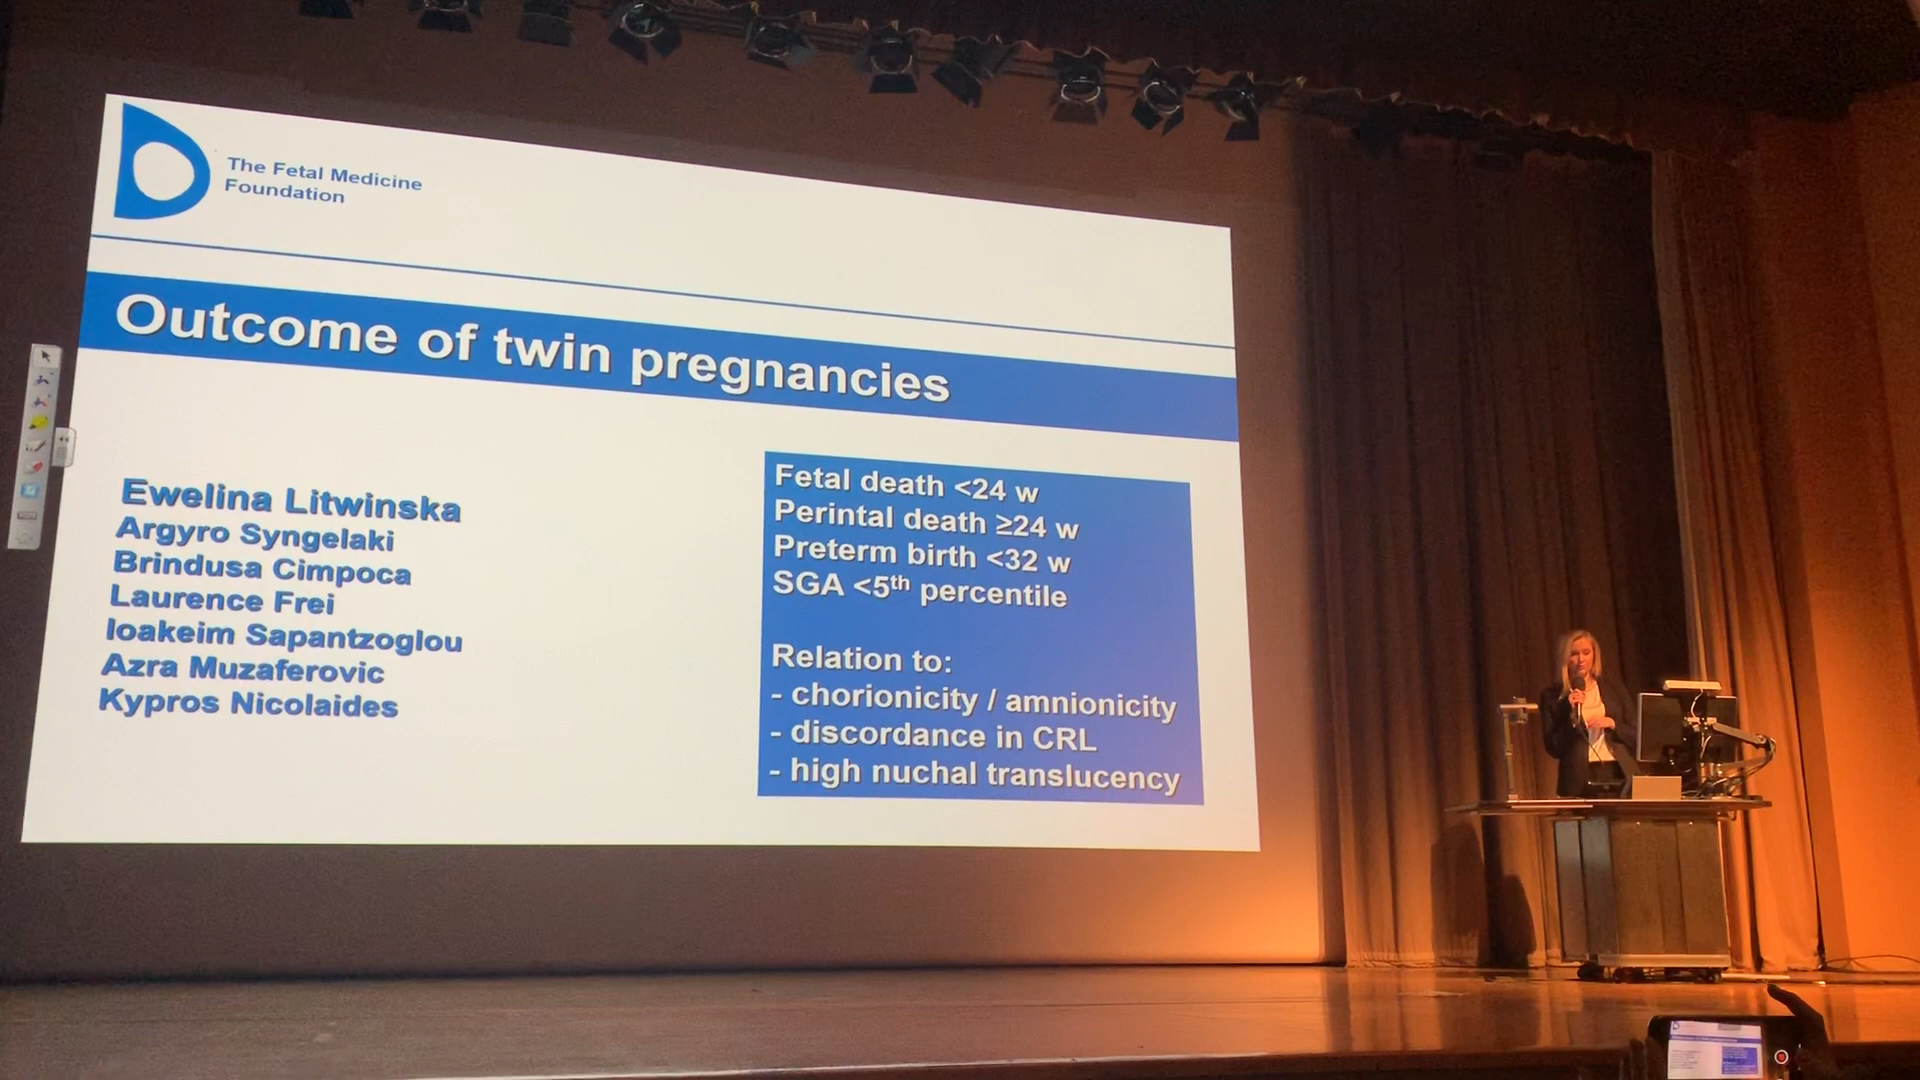 The Fetal Medicine
Foundation
Outcome of twin pregnancies
Ewelina Litwinska
Argyro Syngelaki
Brindusa Cimpoca
Laurence Frei
Ioakeim Sapantzoglou
Azra Muzaferovic
Kypros Nicolaides
Fetal death <24 w
Perintal death ≥24 w
Preterm birth <32 w
SGA <5th percentile
Relation to:
- chorionicity / amnionicity
- discordance in CRL
- high nuchal translucency